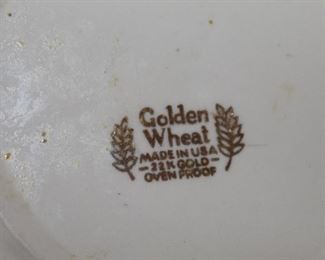 Golden
Wheat
MADE IN USA
- 22 K GOLD -
OVEN PROOF